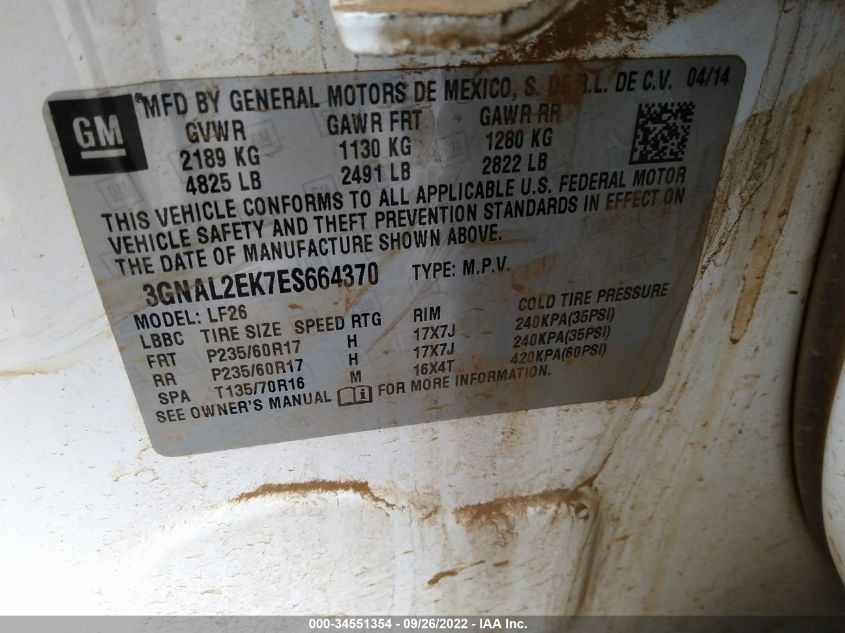 GM
MFD BY GENERAL MOTORS DE MEXICO, S. DE R.L. DE C.V. 04/14
GVWR GAWR FRT GAWR RR
2189 KG 1130 KG 1280 KG
4825 LB 2491 LB 2822 LB
THIS VEHICLE CONFORMS TO ALL APPLICABLE U.S. FEDERAL MOTOR
VEHICLE SAFETY AND THEFT PREVENTION STANDARDS IN EFFECT ON
THE DATE OF MANUFACTURE SHOWN ABOVE.
3GNAL2EK7ES664370 TYPE: M.P.V.
MODEL: LF26
LBBC TIRE SIZE SPEED RTG RIM COLD TIRE PRESSURE
FRT P235/60R17 H 17X7J 240KPA(35PSI)
RR P235/60R17 H 17X7J 240KPA(35PSI)
SPA T135/70R16 M 16X4T 420KPA(60PSI)
SEE OWNER'S MANUAL FOR MORE INFORMATION.
000-34551354 / 09/26/2022 - IAA Inc.